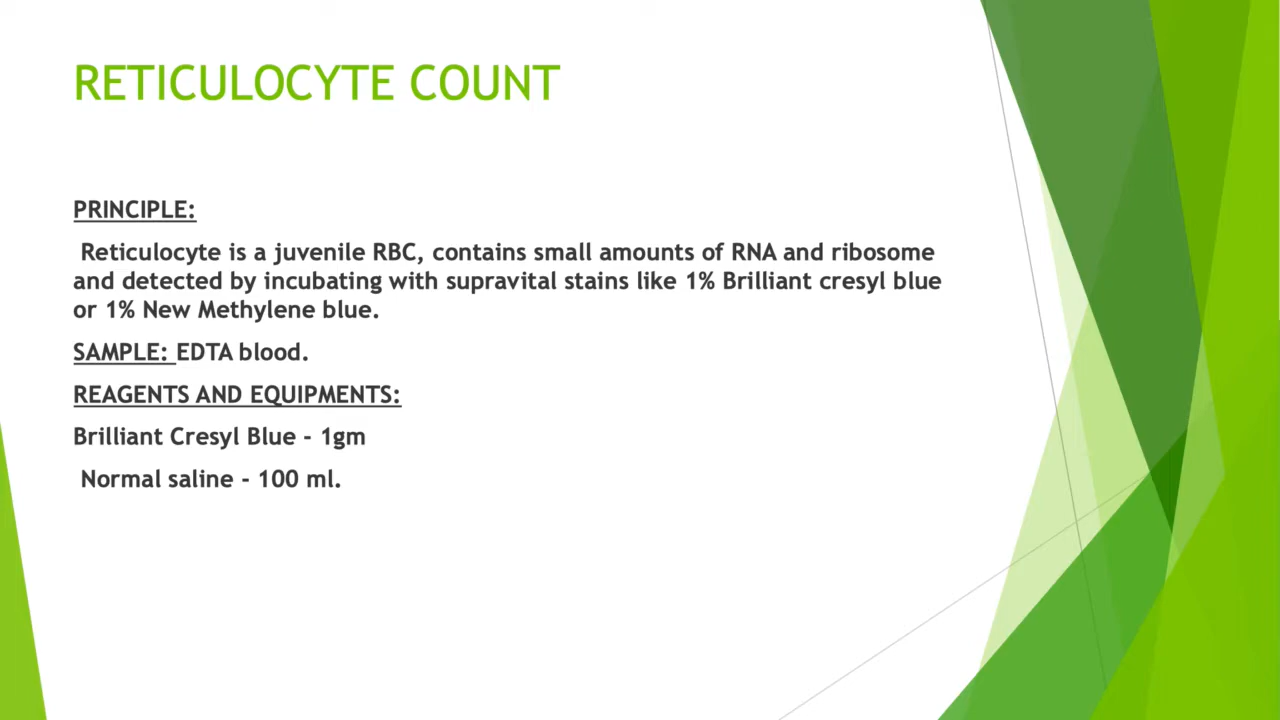 RETICULOCYTE COUNT
PRINCIPLE:
Reticulocyte is a juvenile RBC, contains small amounts of RNA and ribosome
and detected by incubating with supravital stains like 1% Brilliant cresyl blue
or 1% New Methylene blue.
SAMPLE: EDTA blood.
REAGENTS AND EQUIPMENTS:
Brilliant Cresyl Blue - 1gm
Normal saline - 100 ml.